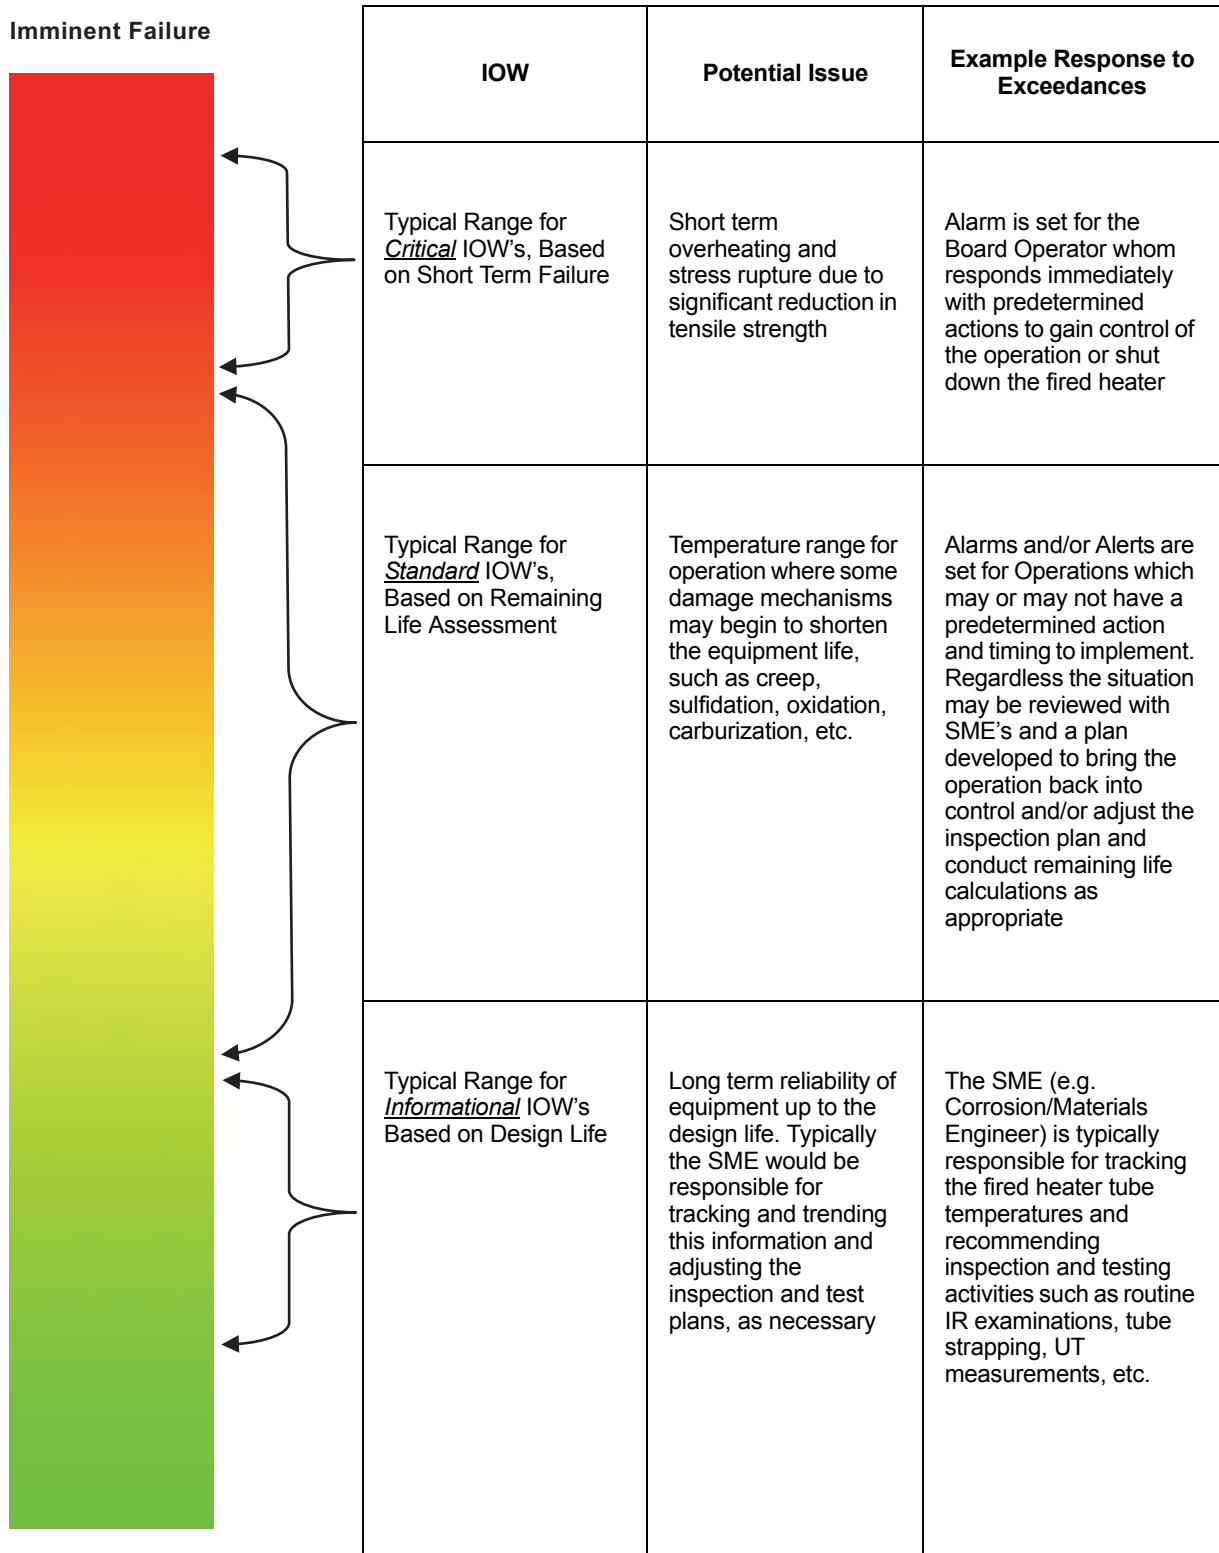 Imminent Failure
IOW
Potential Issue
Example Response to
Exceedances
Typical Range for
Critical IOW's, Based
on Short Term Failure
Short term
overheating and
stress rupture due to
significant reduction in
tensile strength
Alarm is set for the
Board Operator whom
responds immediately
with predetermined
actions to gain control of
the operation or shut
down the fired heater
Typical Range for
Standard IOW's,
Based on Remaining
Life Assessment
Temperature range for
operation where some
damage mechanisms
may begin to shorten
the equipment life,
such as creep,
sulfidation, oxidation,
carburization, etc.
Alarms and/or Alerts are
set for Operations which
may or may not have a
predetermined action
and timing to implement.
Regardless the situation
may be reviewed with
SME's and a plan
developed to bring the
operation back into
control and/or adjust the
inspection plan and
conduct remaining life
calculations as
appropriate
Typical Range for
Informational IOW's
Based on Design Life
Long term reliability of
equipment up to the
design life. Typically
the SME would be
responsible for
tracking and trending
this information and
adjusting the
inspection and test
plans, as necessary
The SME (e.g.
Corrosion/Materials
Engineer) is typically
responsible for tracking
the fired heater tube
temperatures and
recommending
inspection and testing
activities such as routine
IR examinations, tube
strapping, UT
measurements, etc.